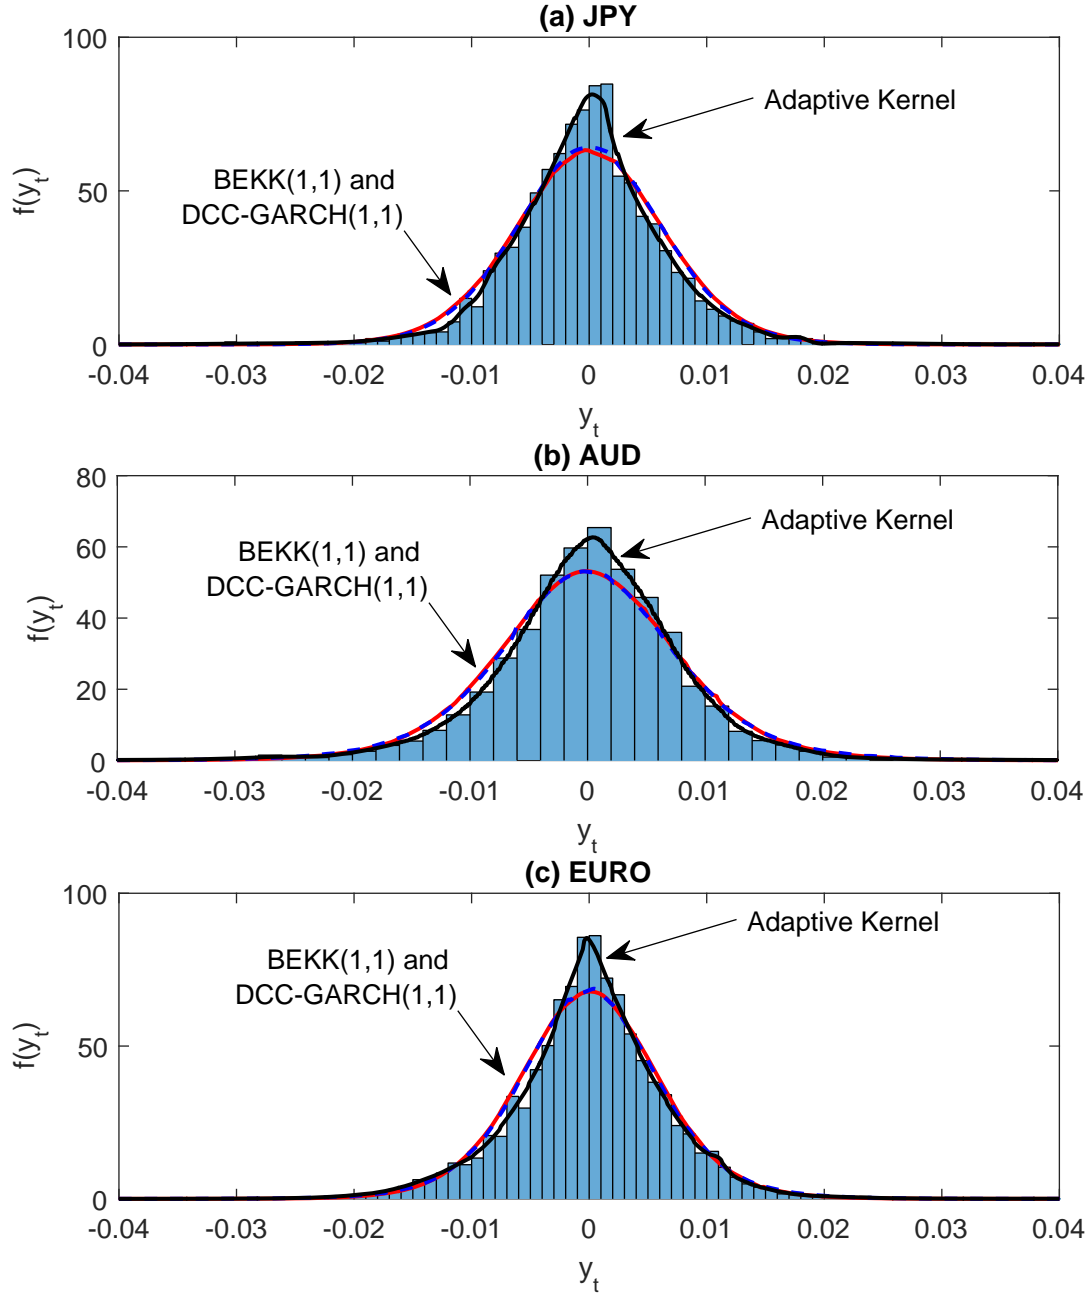 (a) JPY
100
50
0
f(y_t)
Adaptive Kernel
BEKK(1,1) and
DCC-GARCH(1,1)
-0.04 -0.03 -0.02 -0.01 0 0.01 0.02 0.03 0.04
y_t
(b) AUD
80
60
40
20
0
f(y_t)
Adaptive Kernel
BEKK(1,1) and
DCC-GARCH(1,1)
-0.04 -0.03 -0.02 -0.01 0 0.01 0.02 0.03 0.04
y_t
(c) EURO
100
50
0
f(y_t)
Adaptive Kernel
BEKK(1,1) and
DCC-GARCH(1,1)
-0.04 -0.03 -0.02 -0.01 0 0.01 0.02 0.03 0.04
y_t